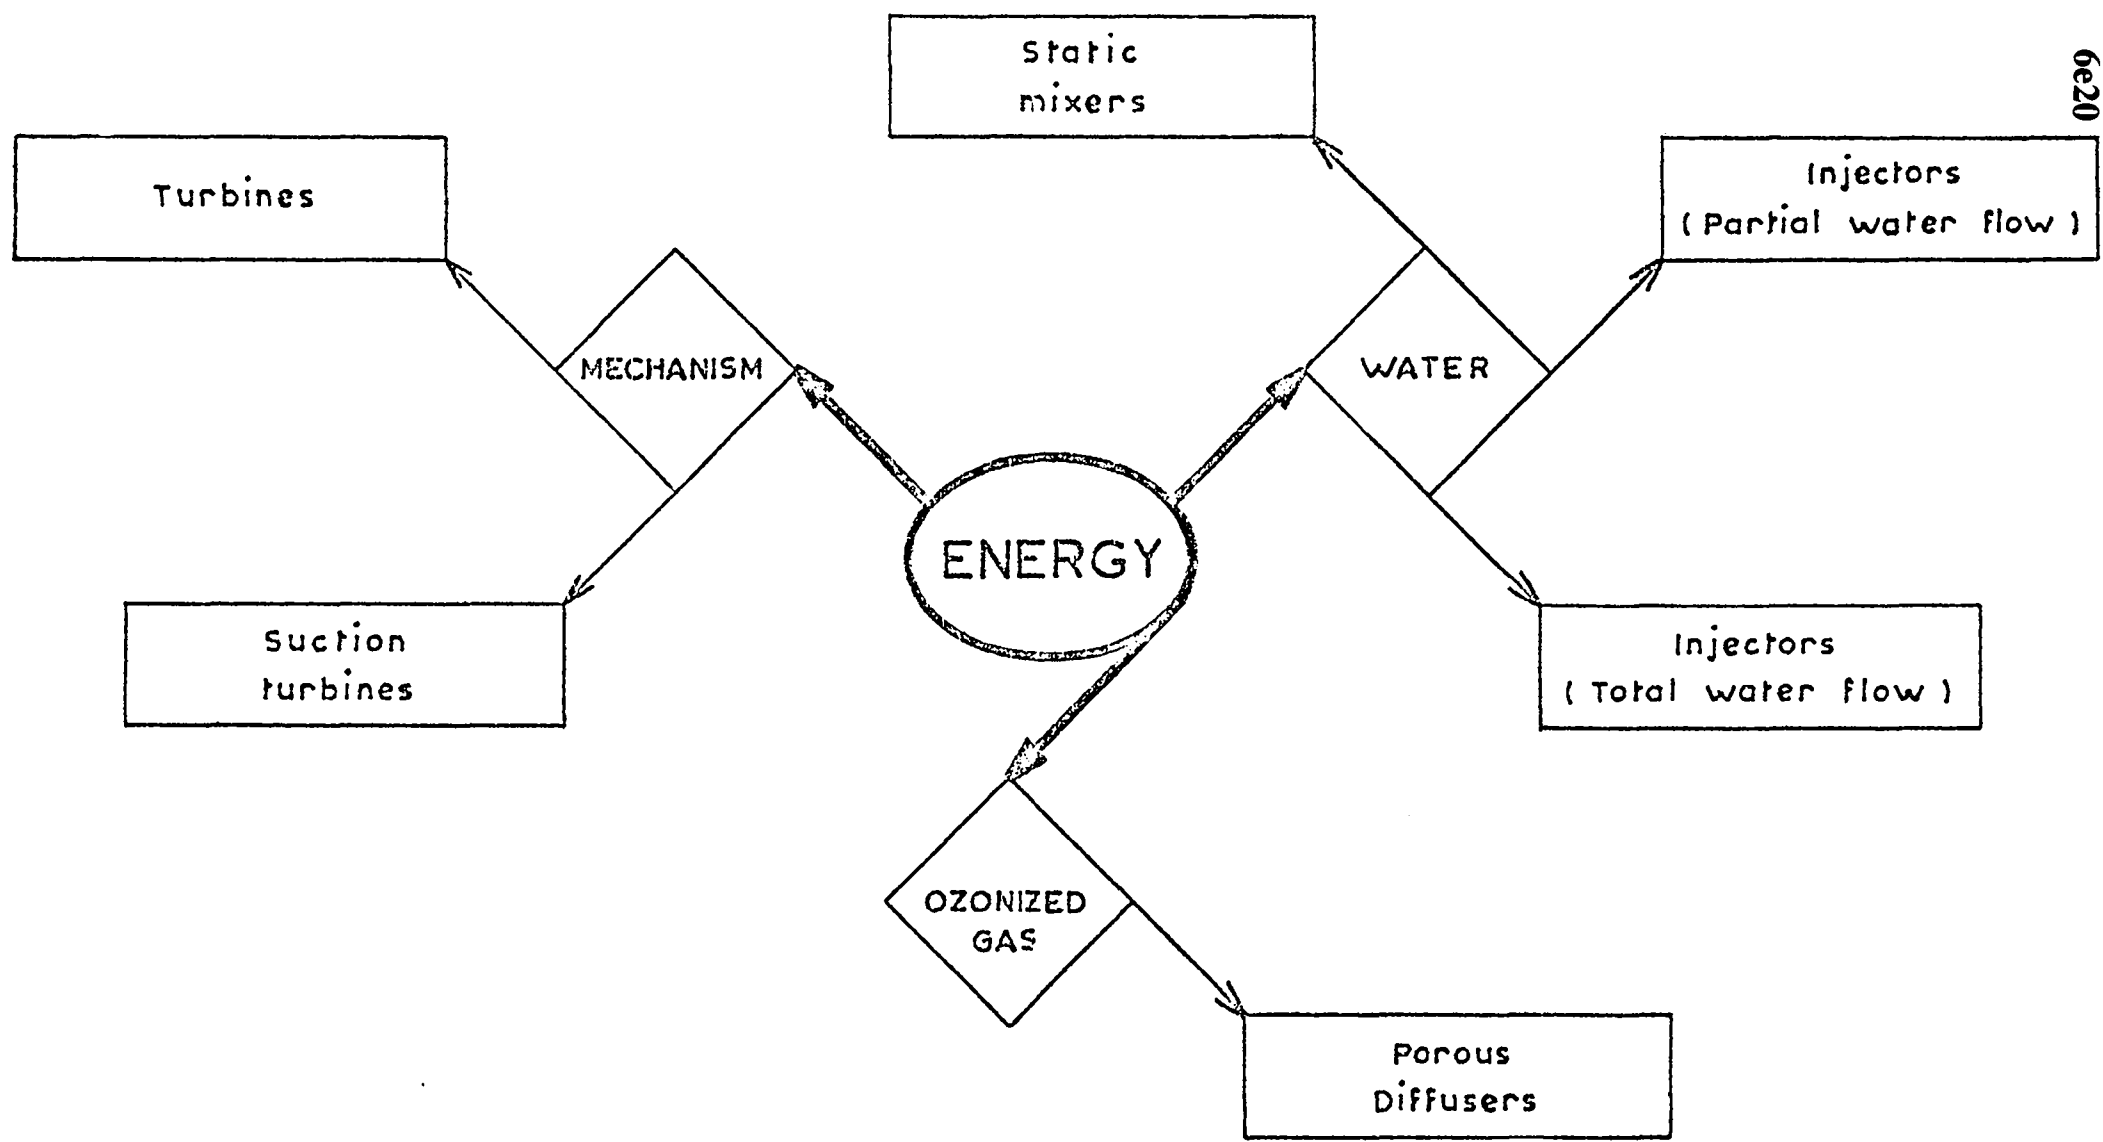 6e20
Static
mixers
Turbines
Injectors
( Partial water flow )
MECHANISM
WATER
ENERGY
Suction
turbines
Injectors
( Total water flow )
OZONIZED
GAS
Porous
Diffusers